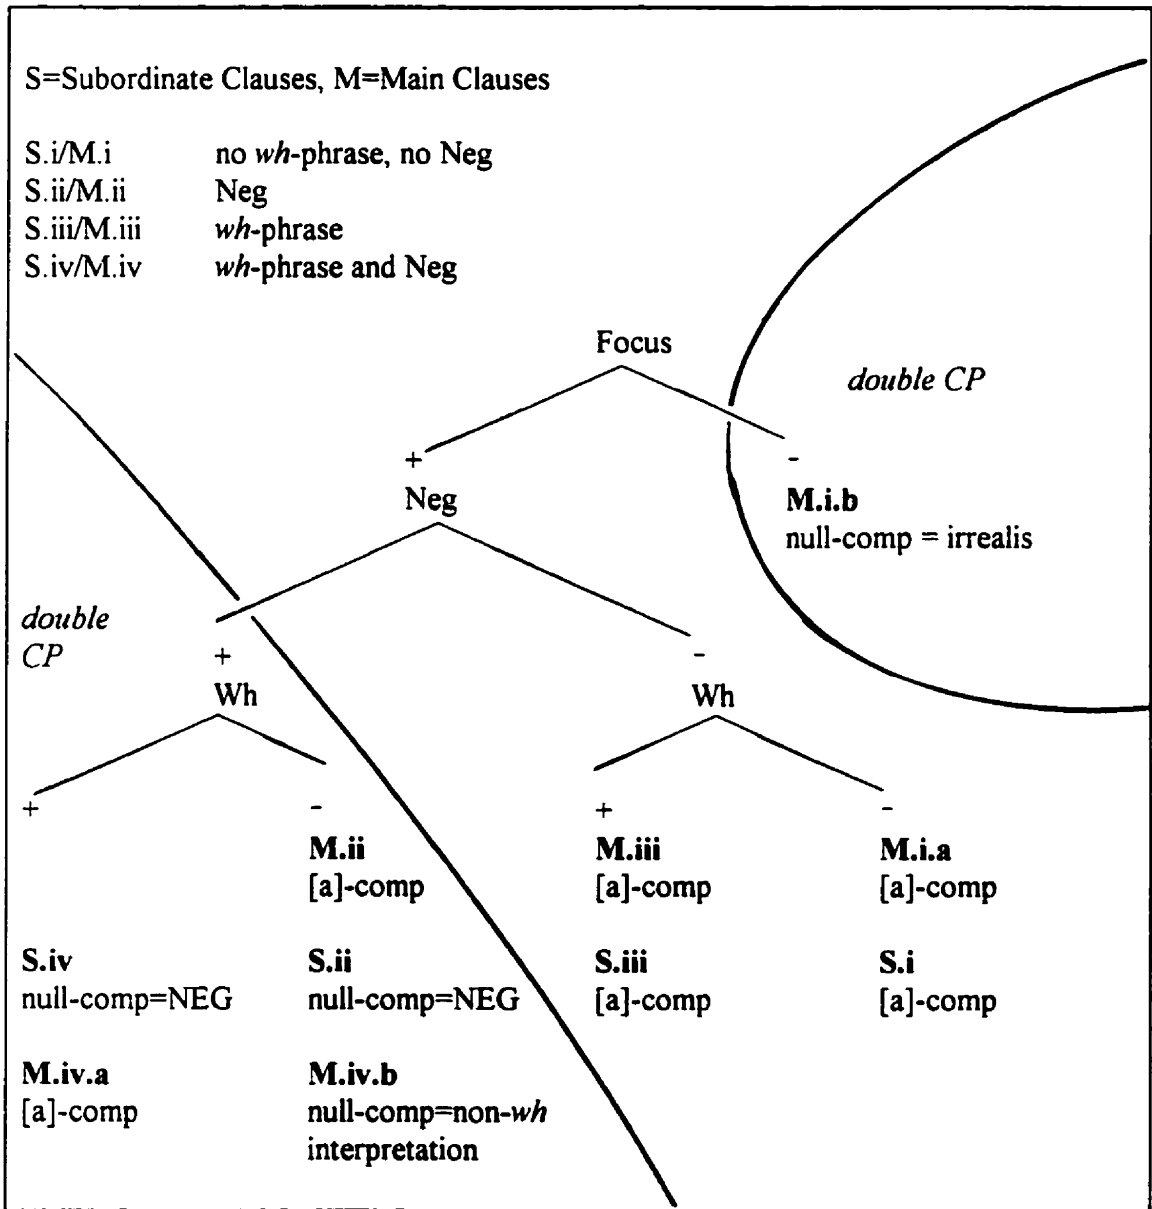 S=Subordinate Clauses, M=Main Clauses
S.i/M.i no wh-phrase, no Neg
S.ii/M.ii Neg
S.iii/M.iii wh-phrase
S.iv/M.iv wh-phrase and Neg
Focus
double CP
+ -
Neg M.i.b
null-comp = irrealis
double
CP
+ -
Wh Wh
+ - + -
M.ii M.iii M.i.a
[a]-comp [a]-comp [a]-comp
S.iv S.ii S.iii S.i
null-comp=NEG null-comp=NEG [a]-comp [a]-comp
M.iv.a M.iv.b
[a]-comp null-comp=non-wh
interpretation